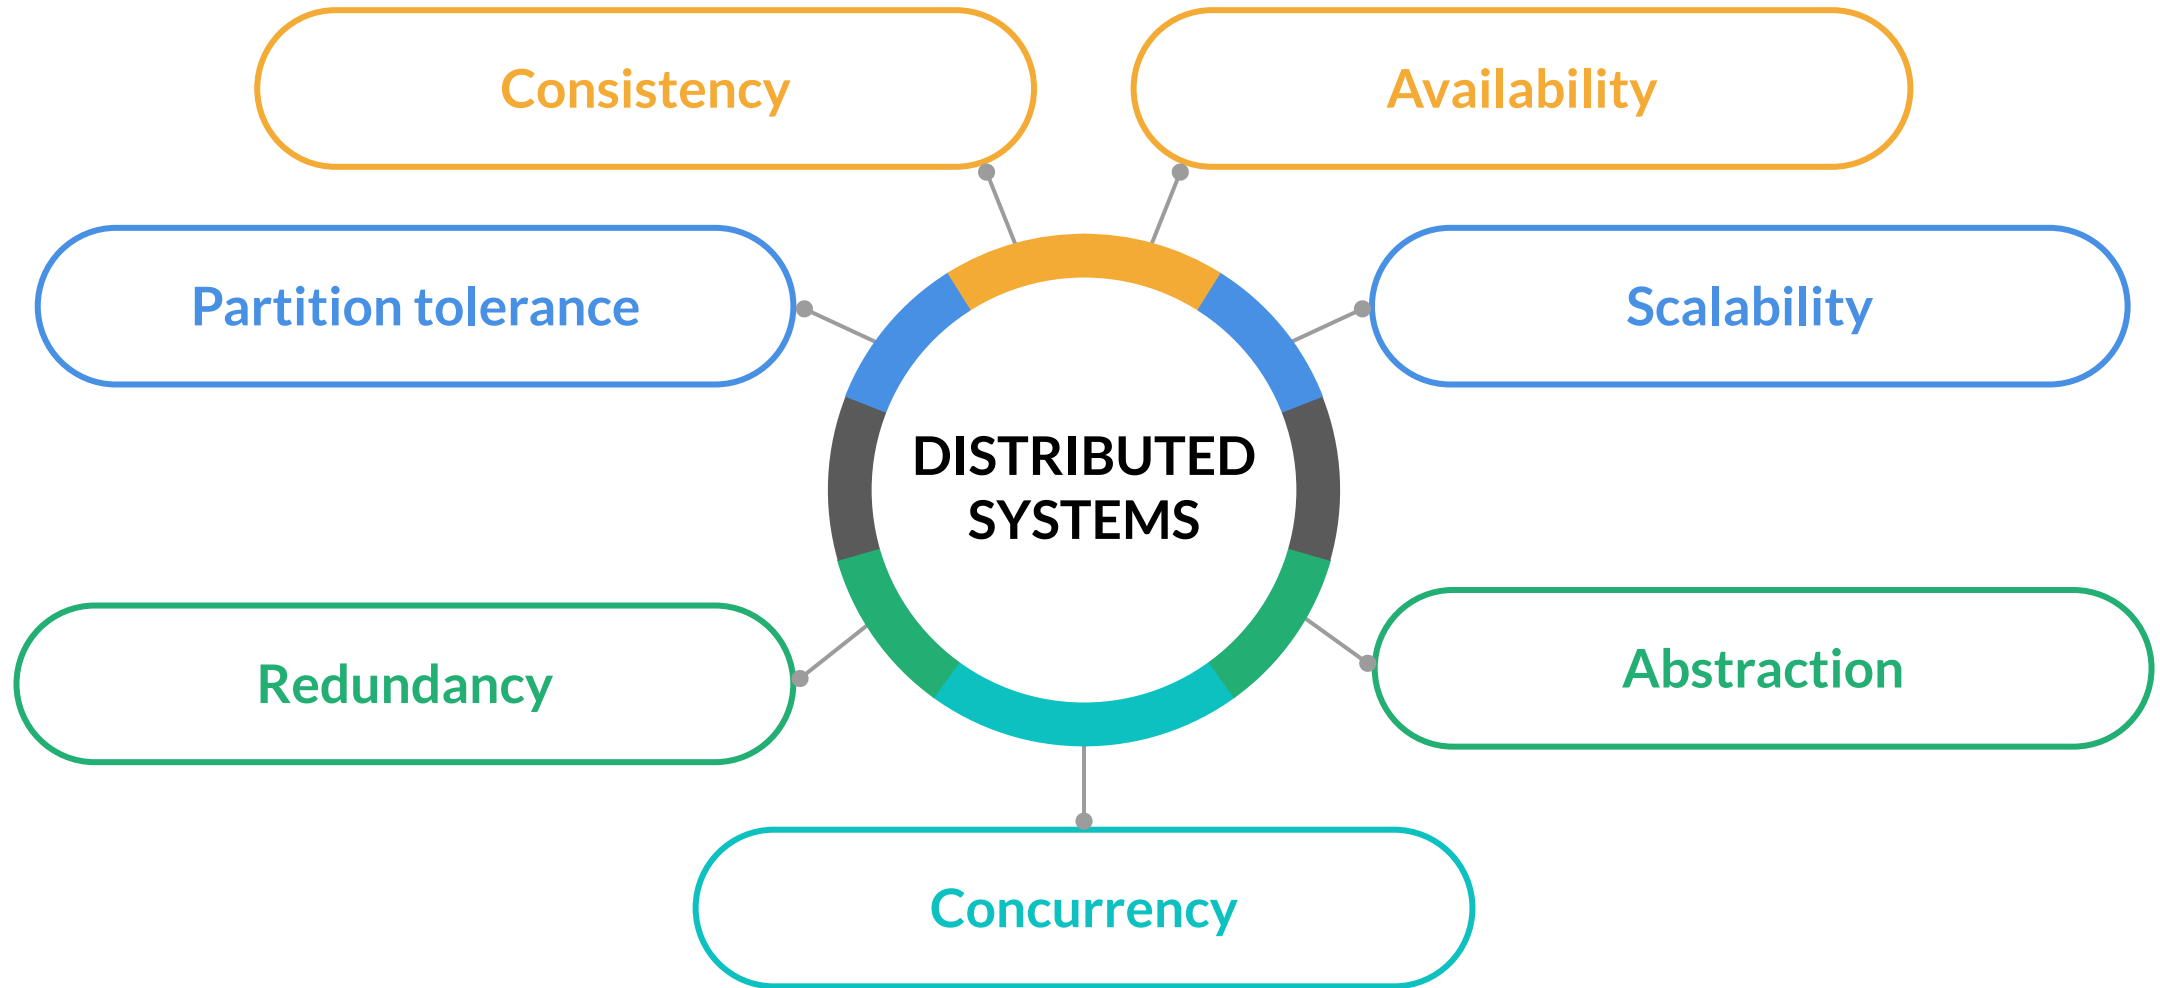 Consistency
Availability
Partition tolerance
Scalability
DISTRIBUTED
SYSTEMS
Redundancy
Abstraction
Concurrency